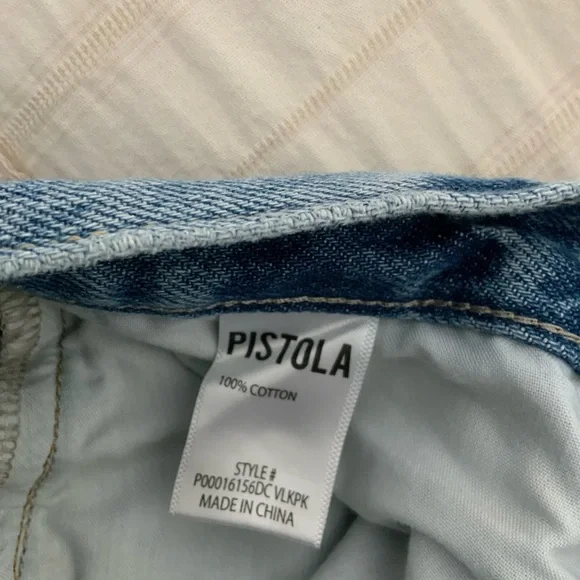 PISTOLA
100% COTTON
STYLE #
P00016156DC VLKPK
MADE IN CHINA